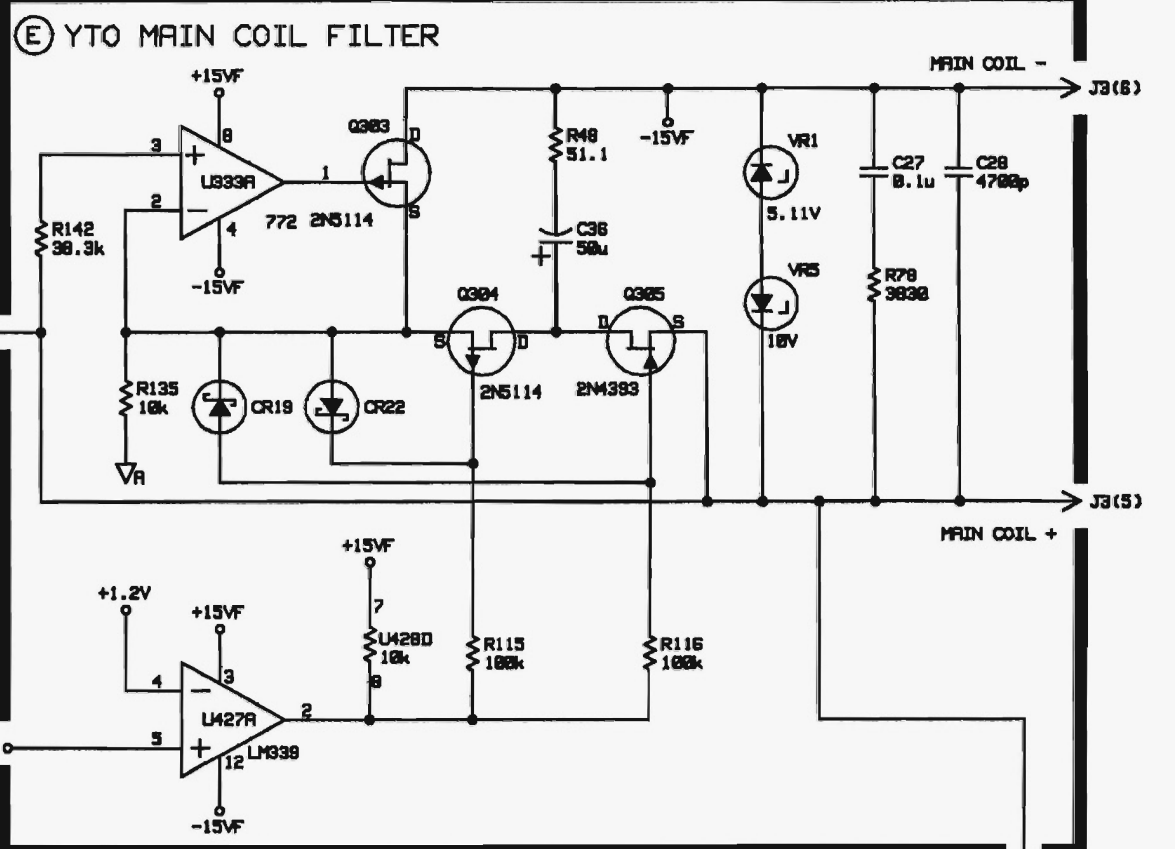 E YTO MAIN COIL FILTER
MAIN COIL -
J3(6)
+15VF
8
3
+
U333A
1
2
-
4
772 2N5114
-15VF
R142
38.3k
Q303
D
S
R48
51.1
-15VF
VR1
5.11V
C27
0.1u
C28
4700p
C36
50u
+
VR5
10V
R78
3830
Q304
S
D
2N5114
Q305
D
S
2N4393
R135
10k
A
CR19
CR22
J3(5)
MAIN COIL +
+15VF
7
U428D
10k
8
R115
100k
R116
100k
+1.2V
+15VF
3
4
-
U427A
2
5
+
LM339
12
-15VF